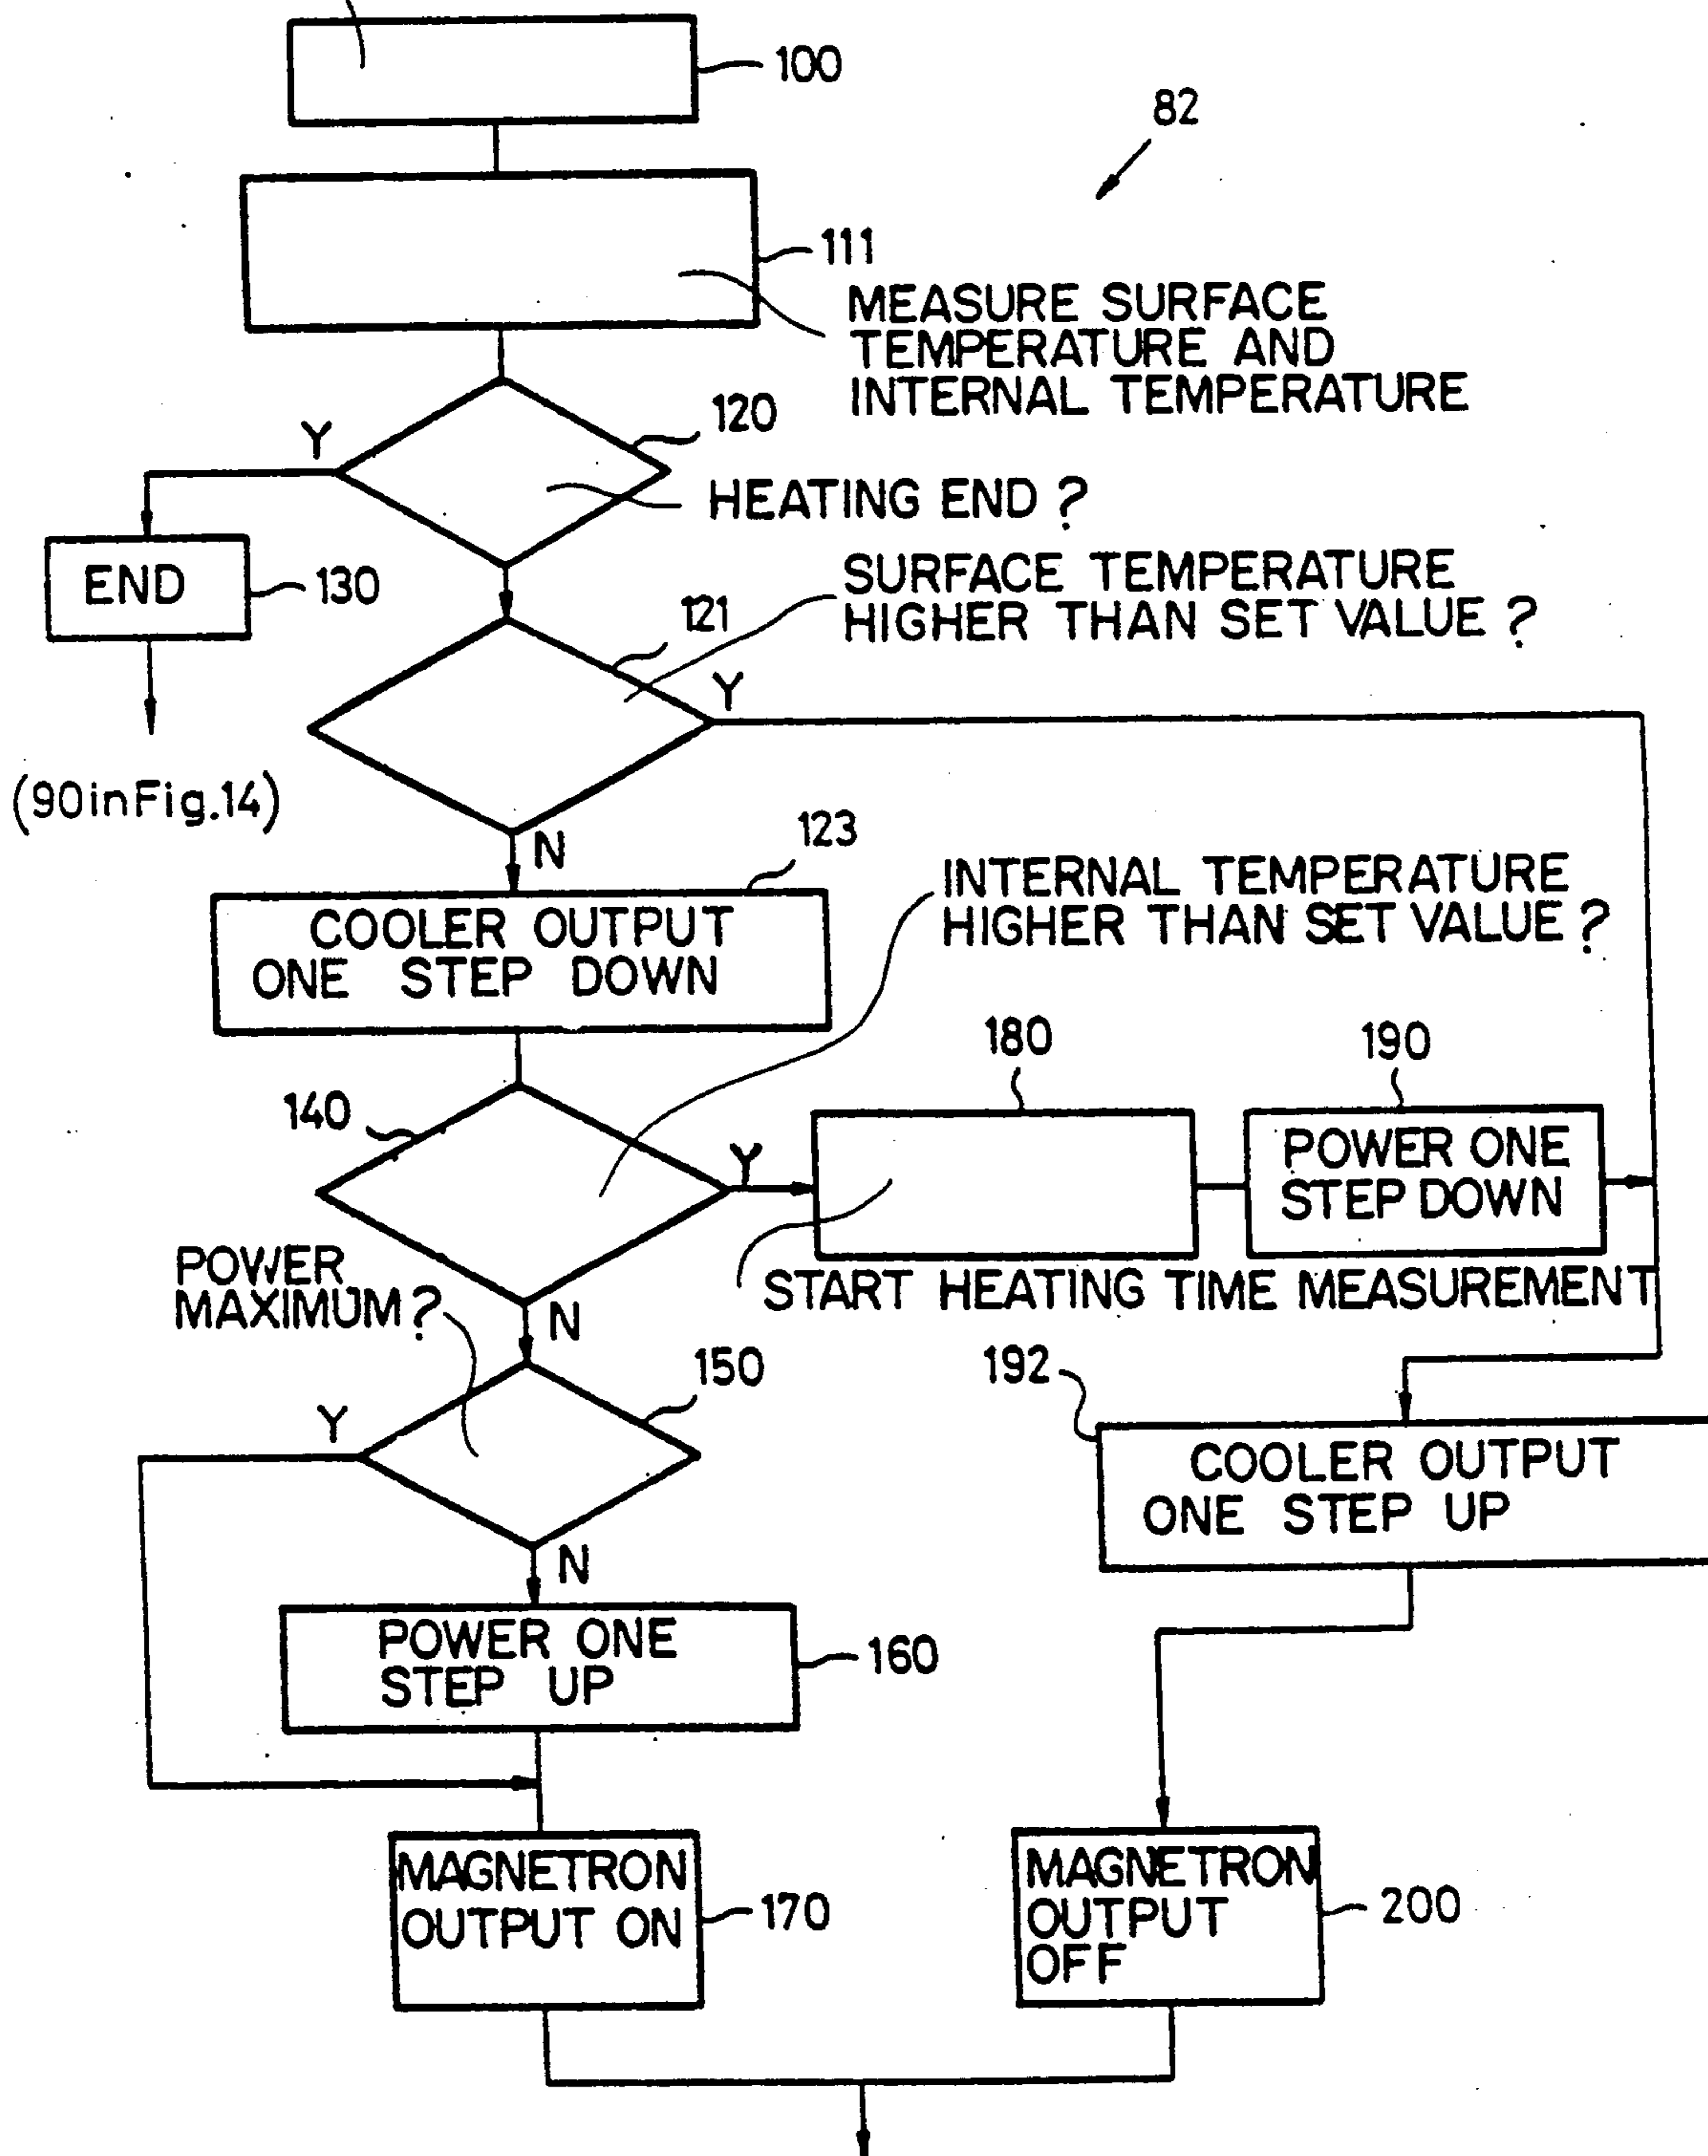 100
82
111
MEASURE SURFACE
TEMPERATURE AND
INTERNAL TEMPERATURE
120
Y
HEATING END ?
END
130
SURFACE TEMPERATURE
HIGHER THAN SET VALUE ?
121
Y
(90inFig.14)
N
123
COOLER OUTPUT
ONE STEP DOWN
INTERNAL TEMPERATURE
HIGHER THAN SET VALUE ?
140
Y
180
190
POWER ONE
STEP DOWN
START HEATING TIME MEASUREMENT
POWER
MAXIMUM ?
N
150
Y
192
COOLER OUTPUT
ONE STEP UP
N
POWER ONE
STEP UP
160
MAGNETRON
OUTPUT ON
170
MAGNETRON
OUTPUT
OFF
200